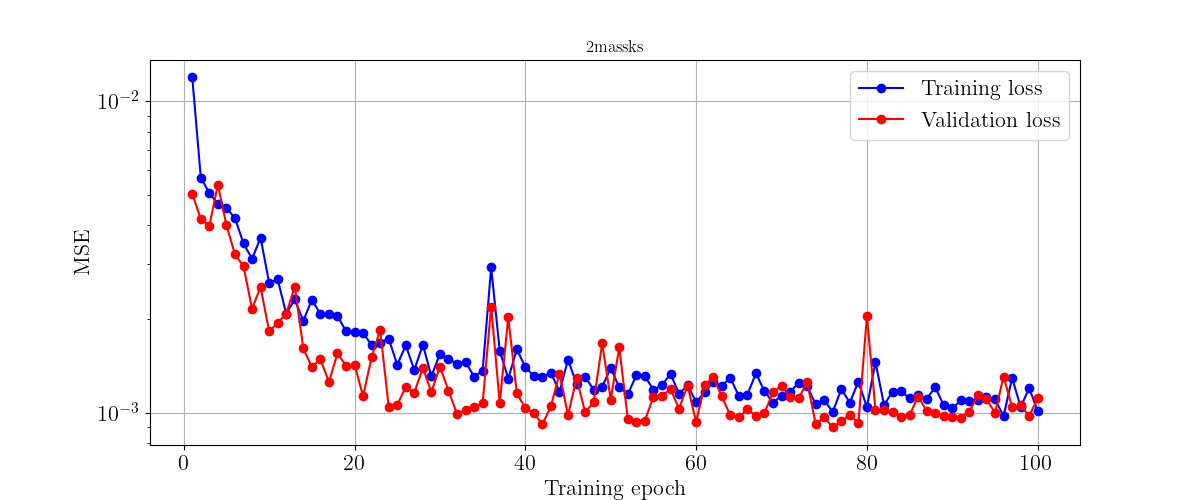 2massks
10^{-2}
10^{-3}
MSE
Training loss
Validation loss
0 20 40 60 80 100
Training epoch